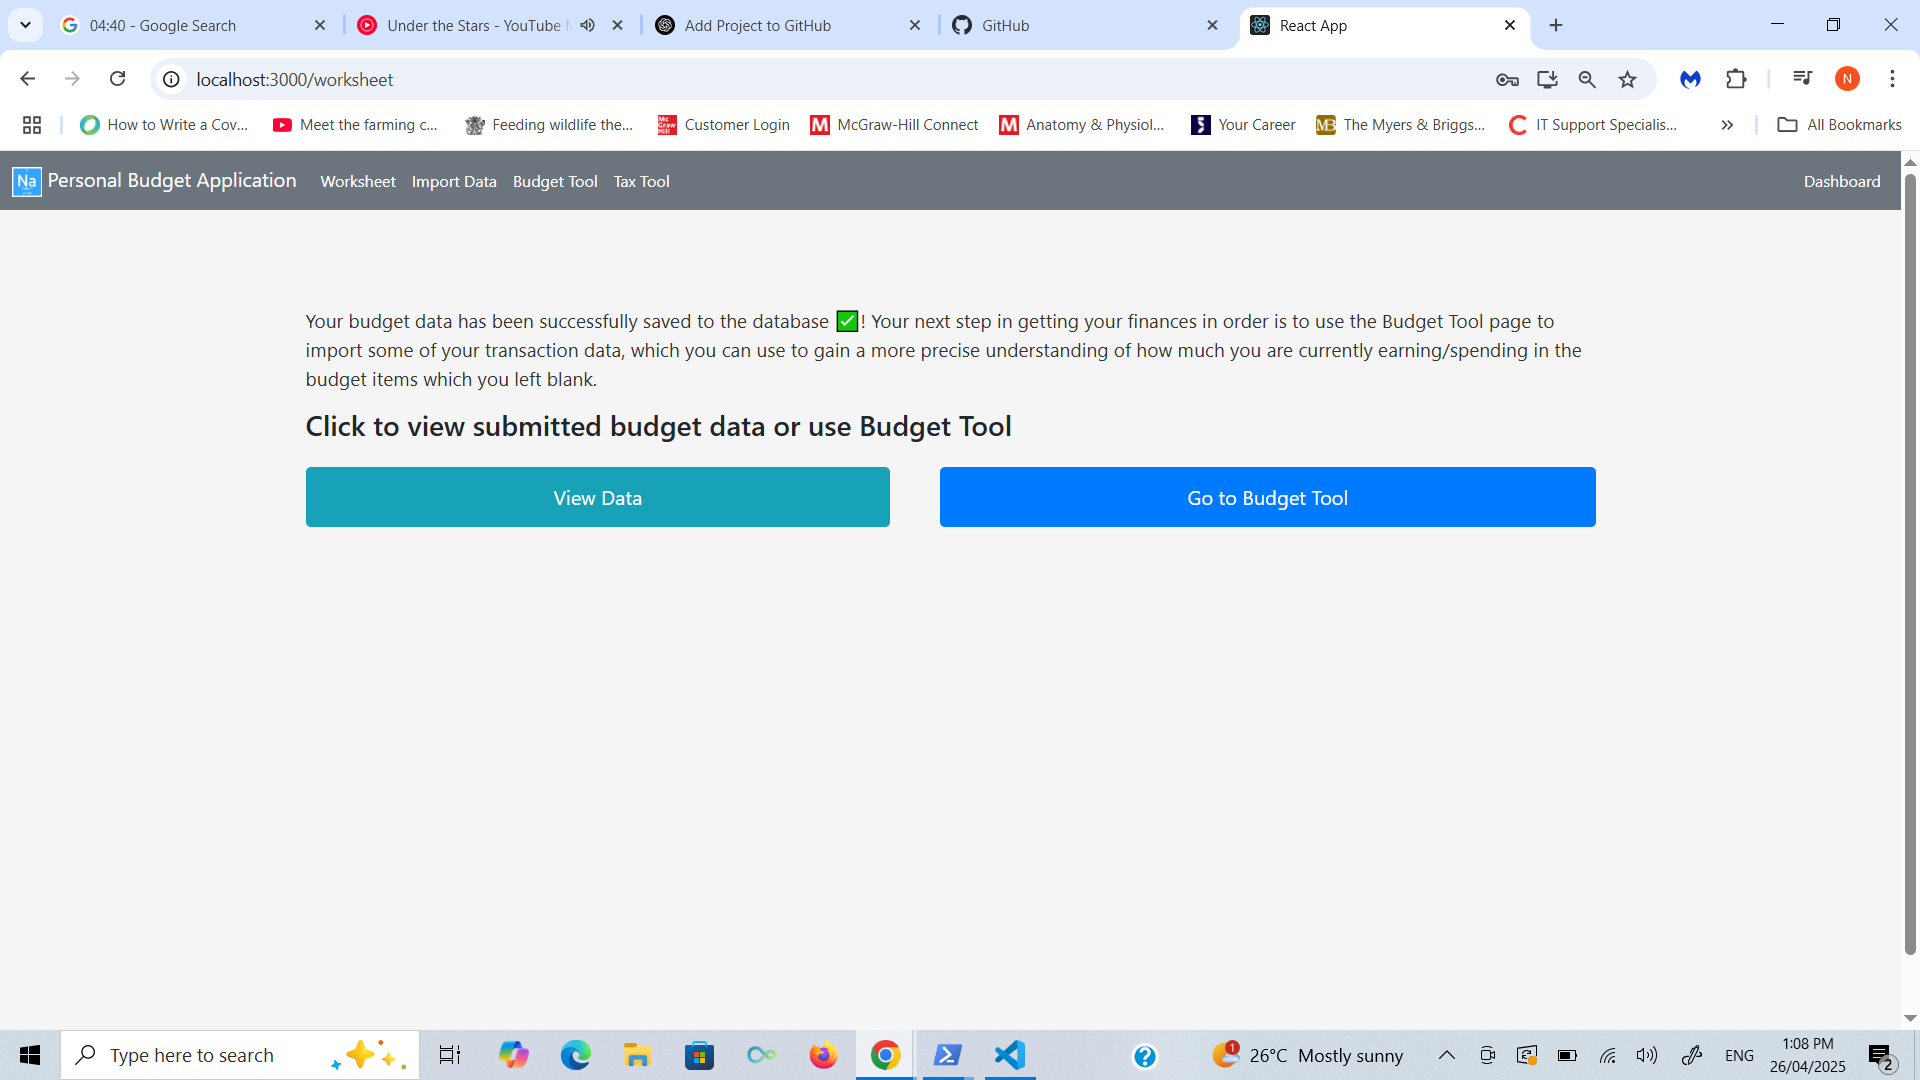 04:40 - Google Search
Under the Stars - YouTube
Add Project to GitHub
GitHub
React App
localhost:3000/worksheet
N
How to Write a Cov...
Meet the farming c...
Feeding wildlife the...
Customer Login
McGraw-Hill Connect
Anatomy & Physiol...
Your Career
The Myers & Briggs...
IT Support Specialis...
All Bookmarks
Na
Personal Budget Application
Worksheet
Import Data
Budget Tool
Tax Tool
Dashboard
Your budget data has been successfully saved to the database ✅! Your next step in getting your finances in order is to use the Budget Tool page to
import some of your transaction data, which you can use to gain a more precise understanding of how much you are currently earning/spending in the
budget items which you left blank.
Click to view submitted budget data or use Budget Tool
View Data
Go to Budget Tool
Type here to search
1
26°C Mostly sunny
ENG
1:08 PM
26/04/2025
2